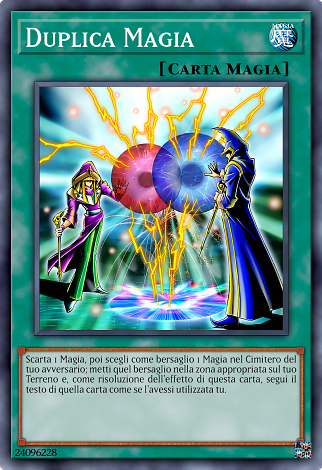 Duplica Magia
MAGIA
[Carta Magia]
Scarta 1 Magia, poi scegli come bersaglio 1 Magia nel Cimitero del
tuo avversario; metti quel bersaglio nella zona appropriata sul tuo
Terreno e, come risoluzione dell'effetto di questa carta, segui il
testo di quella carta come se l'avessi utilizzata tu.
24096228